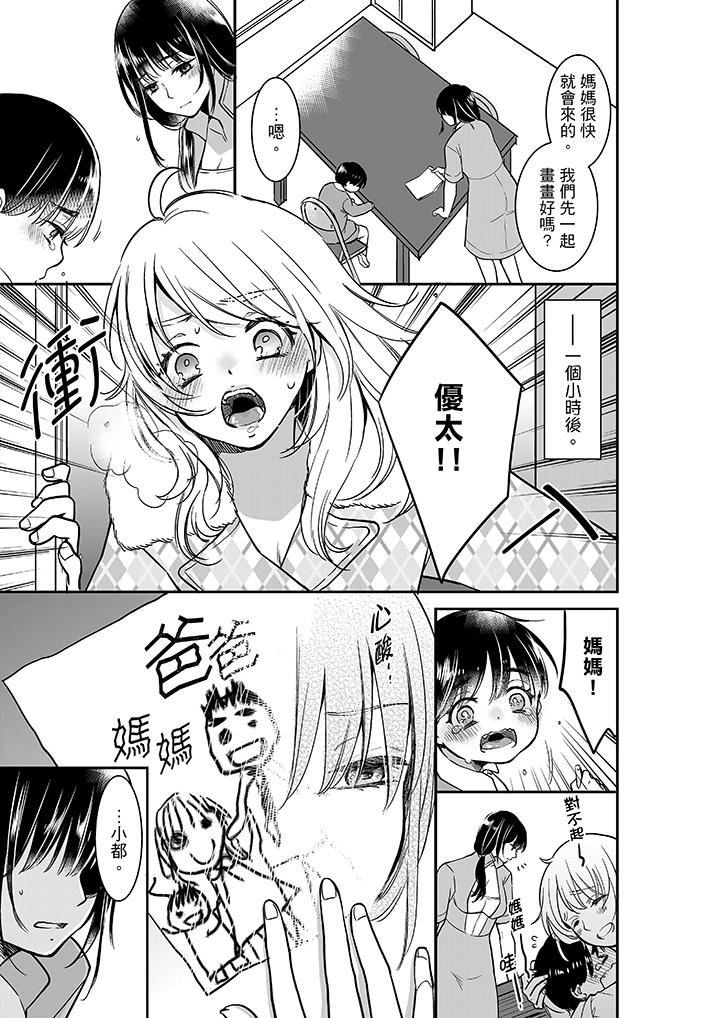 媽媽很快
就會來的。
我們先一起
畫畫好嗎?
…嗯。
——一個小時後。
優太!!
衝
媽媽!
對不起
媽媽
哇
心酸…
爸爸
媽媽
…小都。